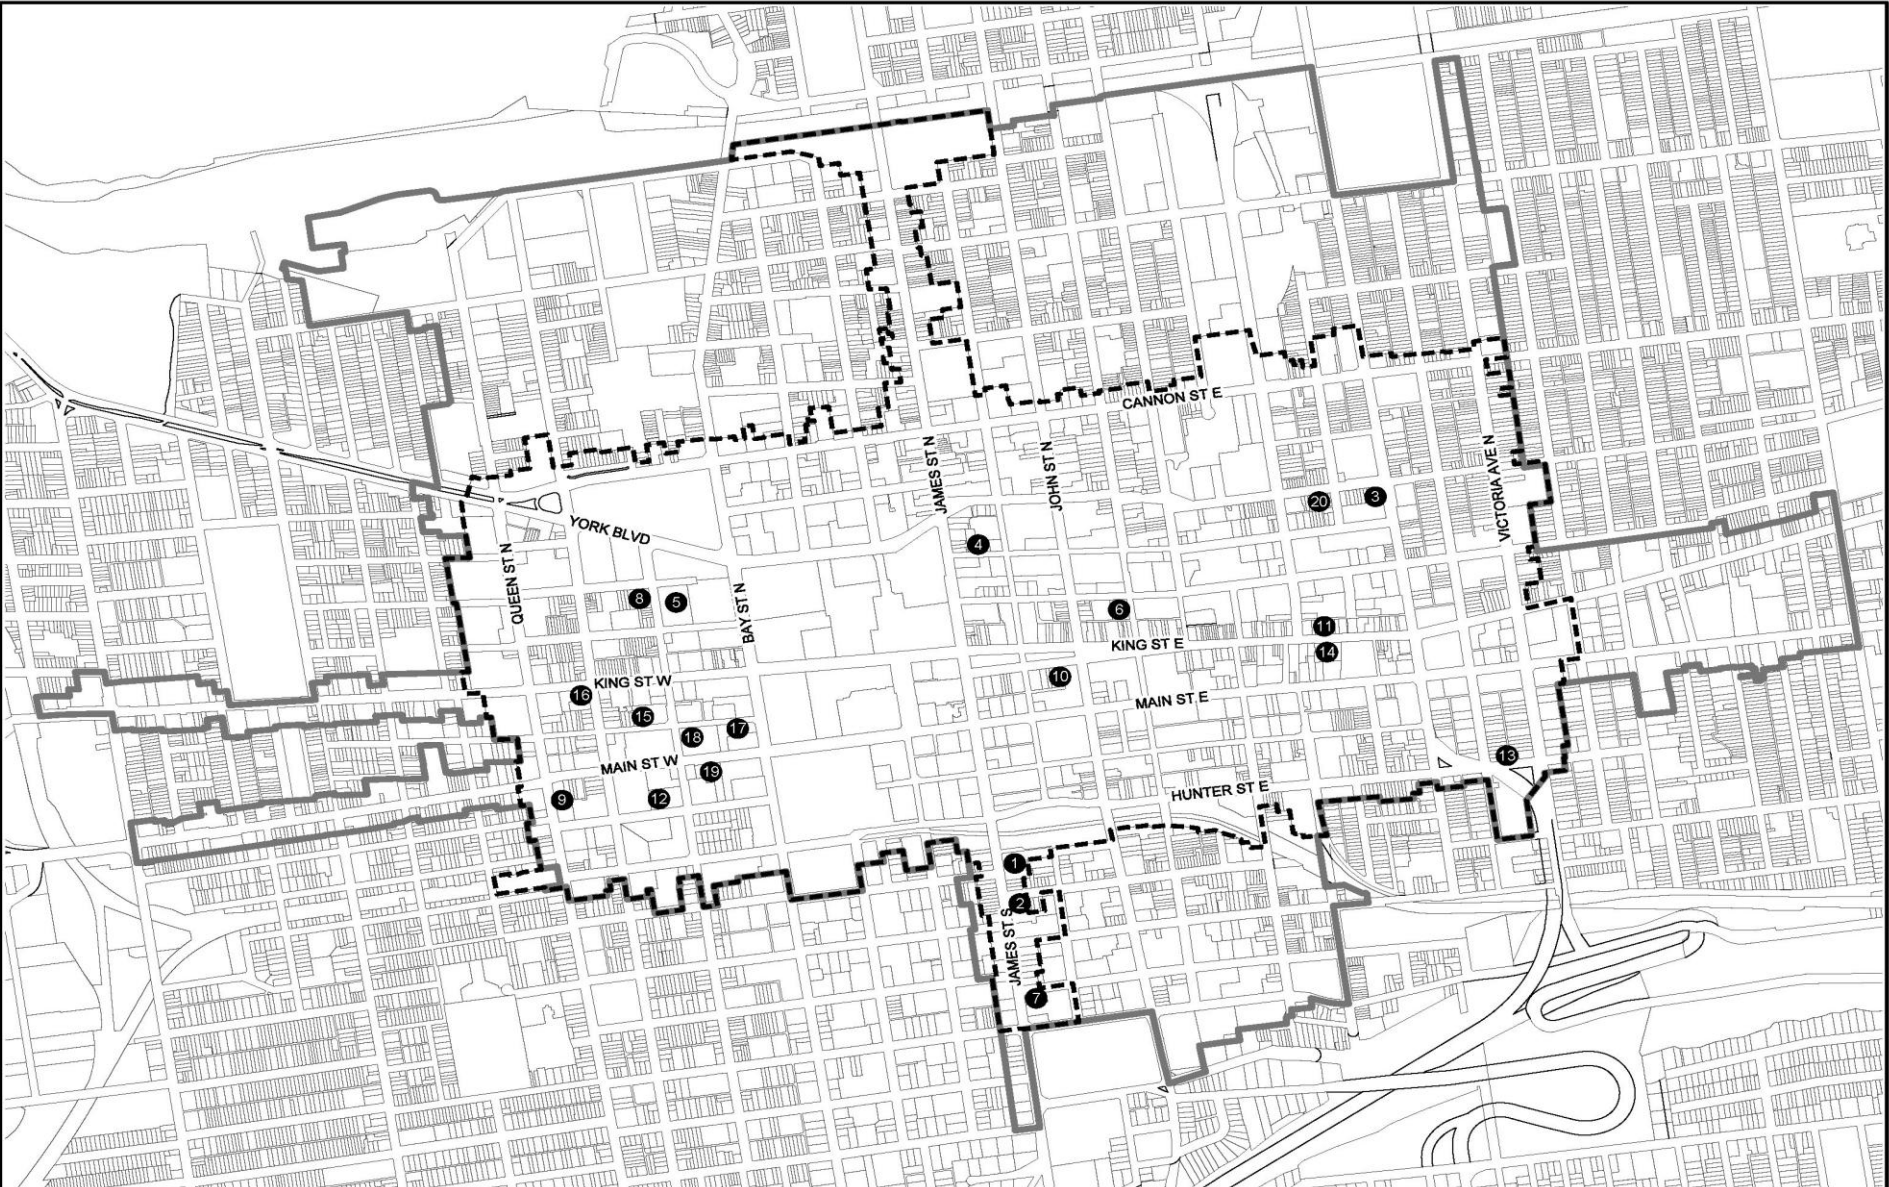 CANNON ST E
JAMES ST N
JOHN ST N
VICTORIA AVE N
20
3
YORK BLVD
4
QUEEN ST N
BAY ST N
8
5
6
11
KING ST E
14
10
KING ST W
16
MAIN ST E
15
17
18
13
MAIN ST W
19
HUNTER ST E
9
12
1
2
JAMES ST S
7